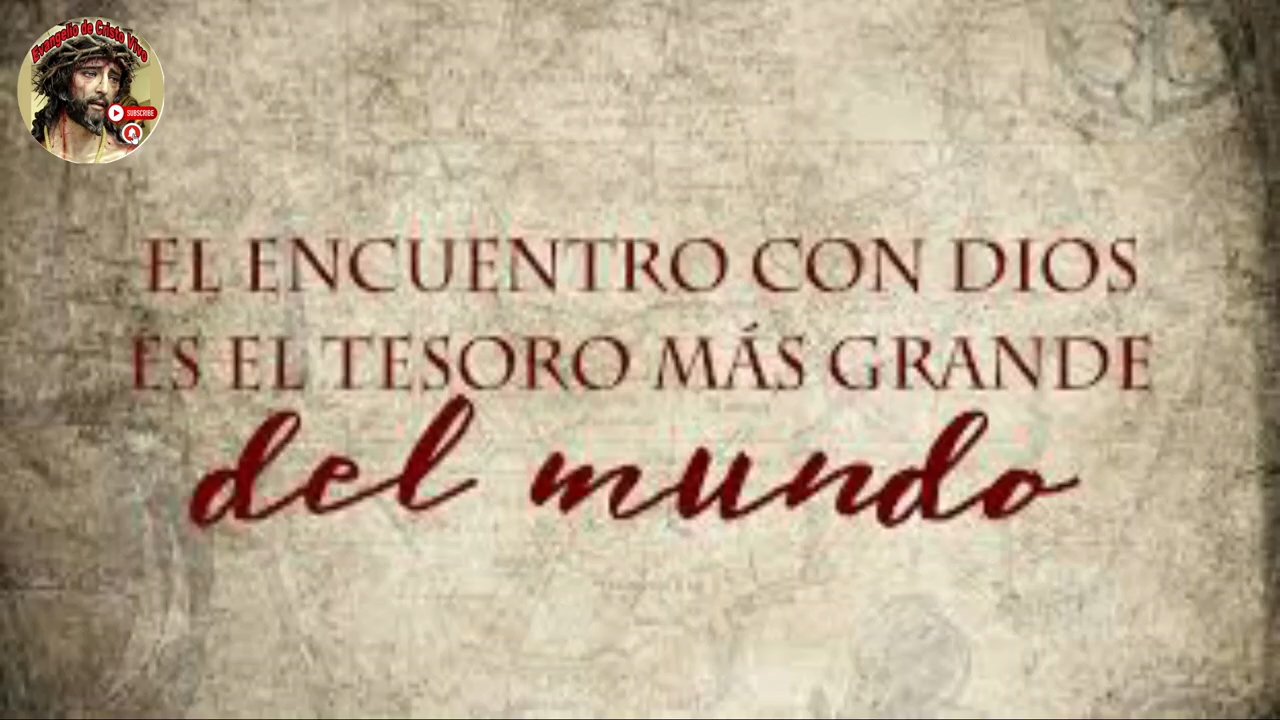 Evangelio de Cristo Vivo
SUBSCRIBE
EL ENCUENTRO CON DIOS
ES EL TESORO MÁS GRANDE
del mundo